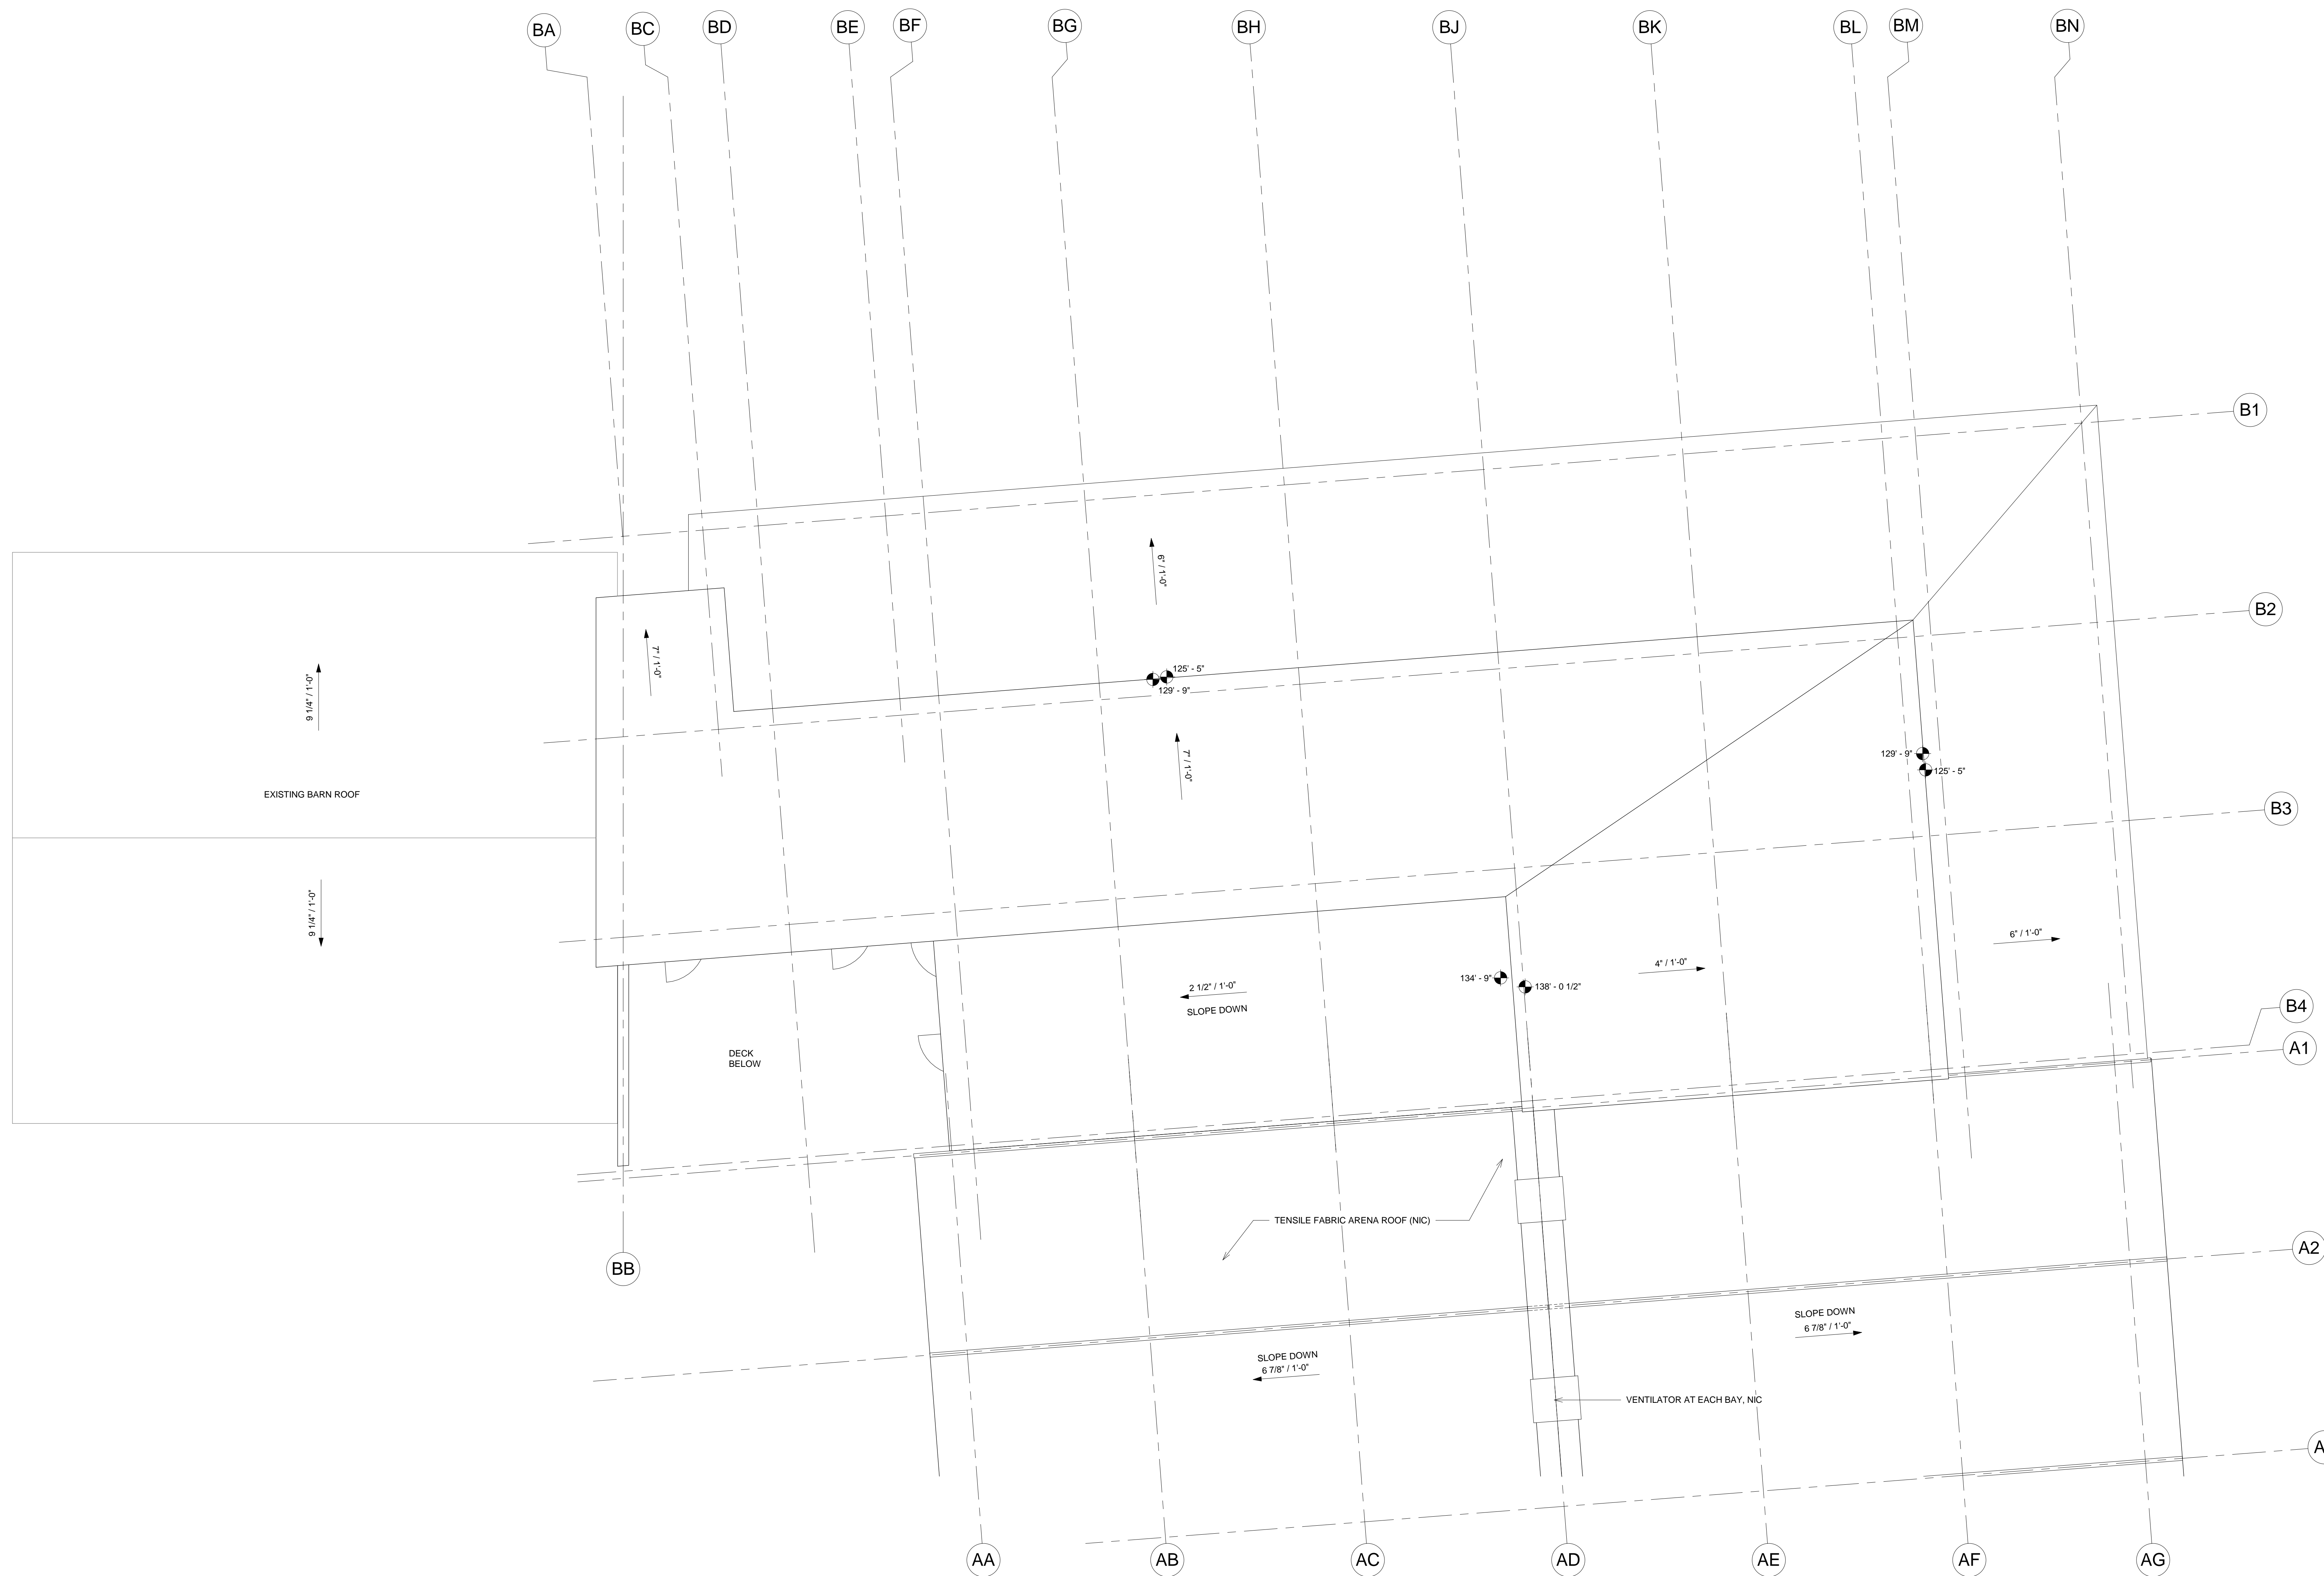 BA
BC
BD
BE
BF
BG
BH
BJ
BK
BL
BM
BN
B1
B2
B3
B4
A1
A2
A
6" / 1'-0"
7" / 1'-0"
125' - 5"
129' - 9"
9 1/4" / 1'-0"
7" / 1'-0"
129' - 9"
125' - 5"
EXISTING BARN ROOF
9 1/4" / 1'-0"
6" / 1'-0"
4" / 1'-0"
134' - 9"
138' - 0 1/2"
2 1/2" / 1'-0"
SLOPE DOWN
DECK
BELOW
TENSILE FABRIC ARENA ROOF (NIC)
BB
SLOPE DOWN
6 7/8" / 1'-0"
SLOPE DOWN
6 7/8" / 1'-0"
VENTILATOR AT EACH BAY, NIC
AA
AB
AC
AD
AE
AF
AG